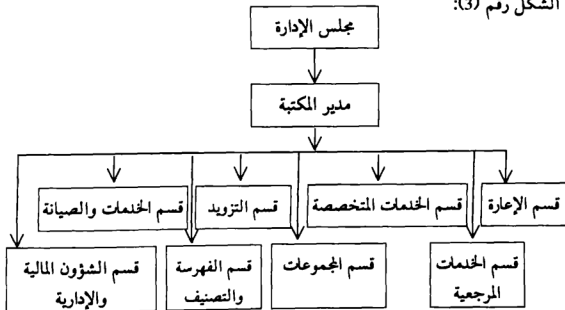 الشكل رقم (3):
مجلس الإدارة
مدير المكتبة
قسم الإعارة
قسم الخدمات المتخصصة
قسم التزويد
قسم الخدمات والصيانة
قسم الخدمات
المرجعية
قسم المجموعات
قسم الفهرسة
والتصنيف
قسم الشؤون المالية
والإدارية